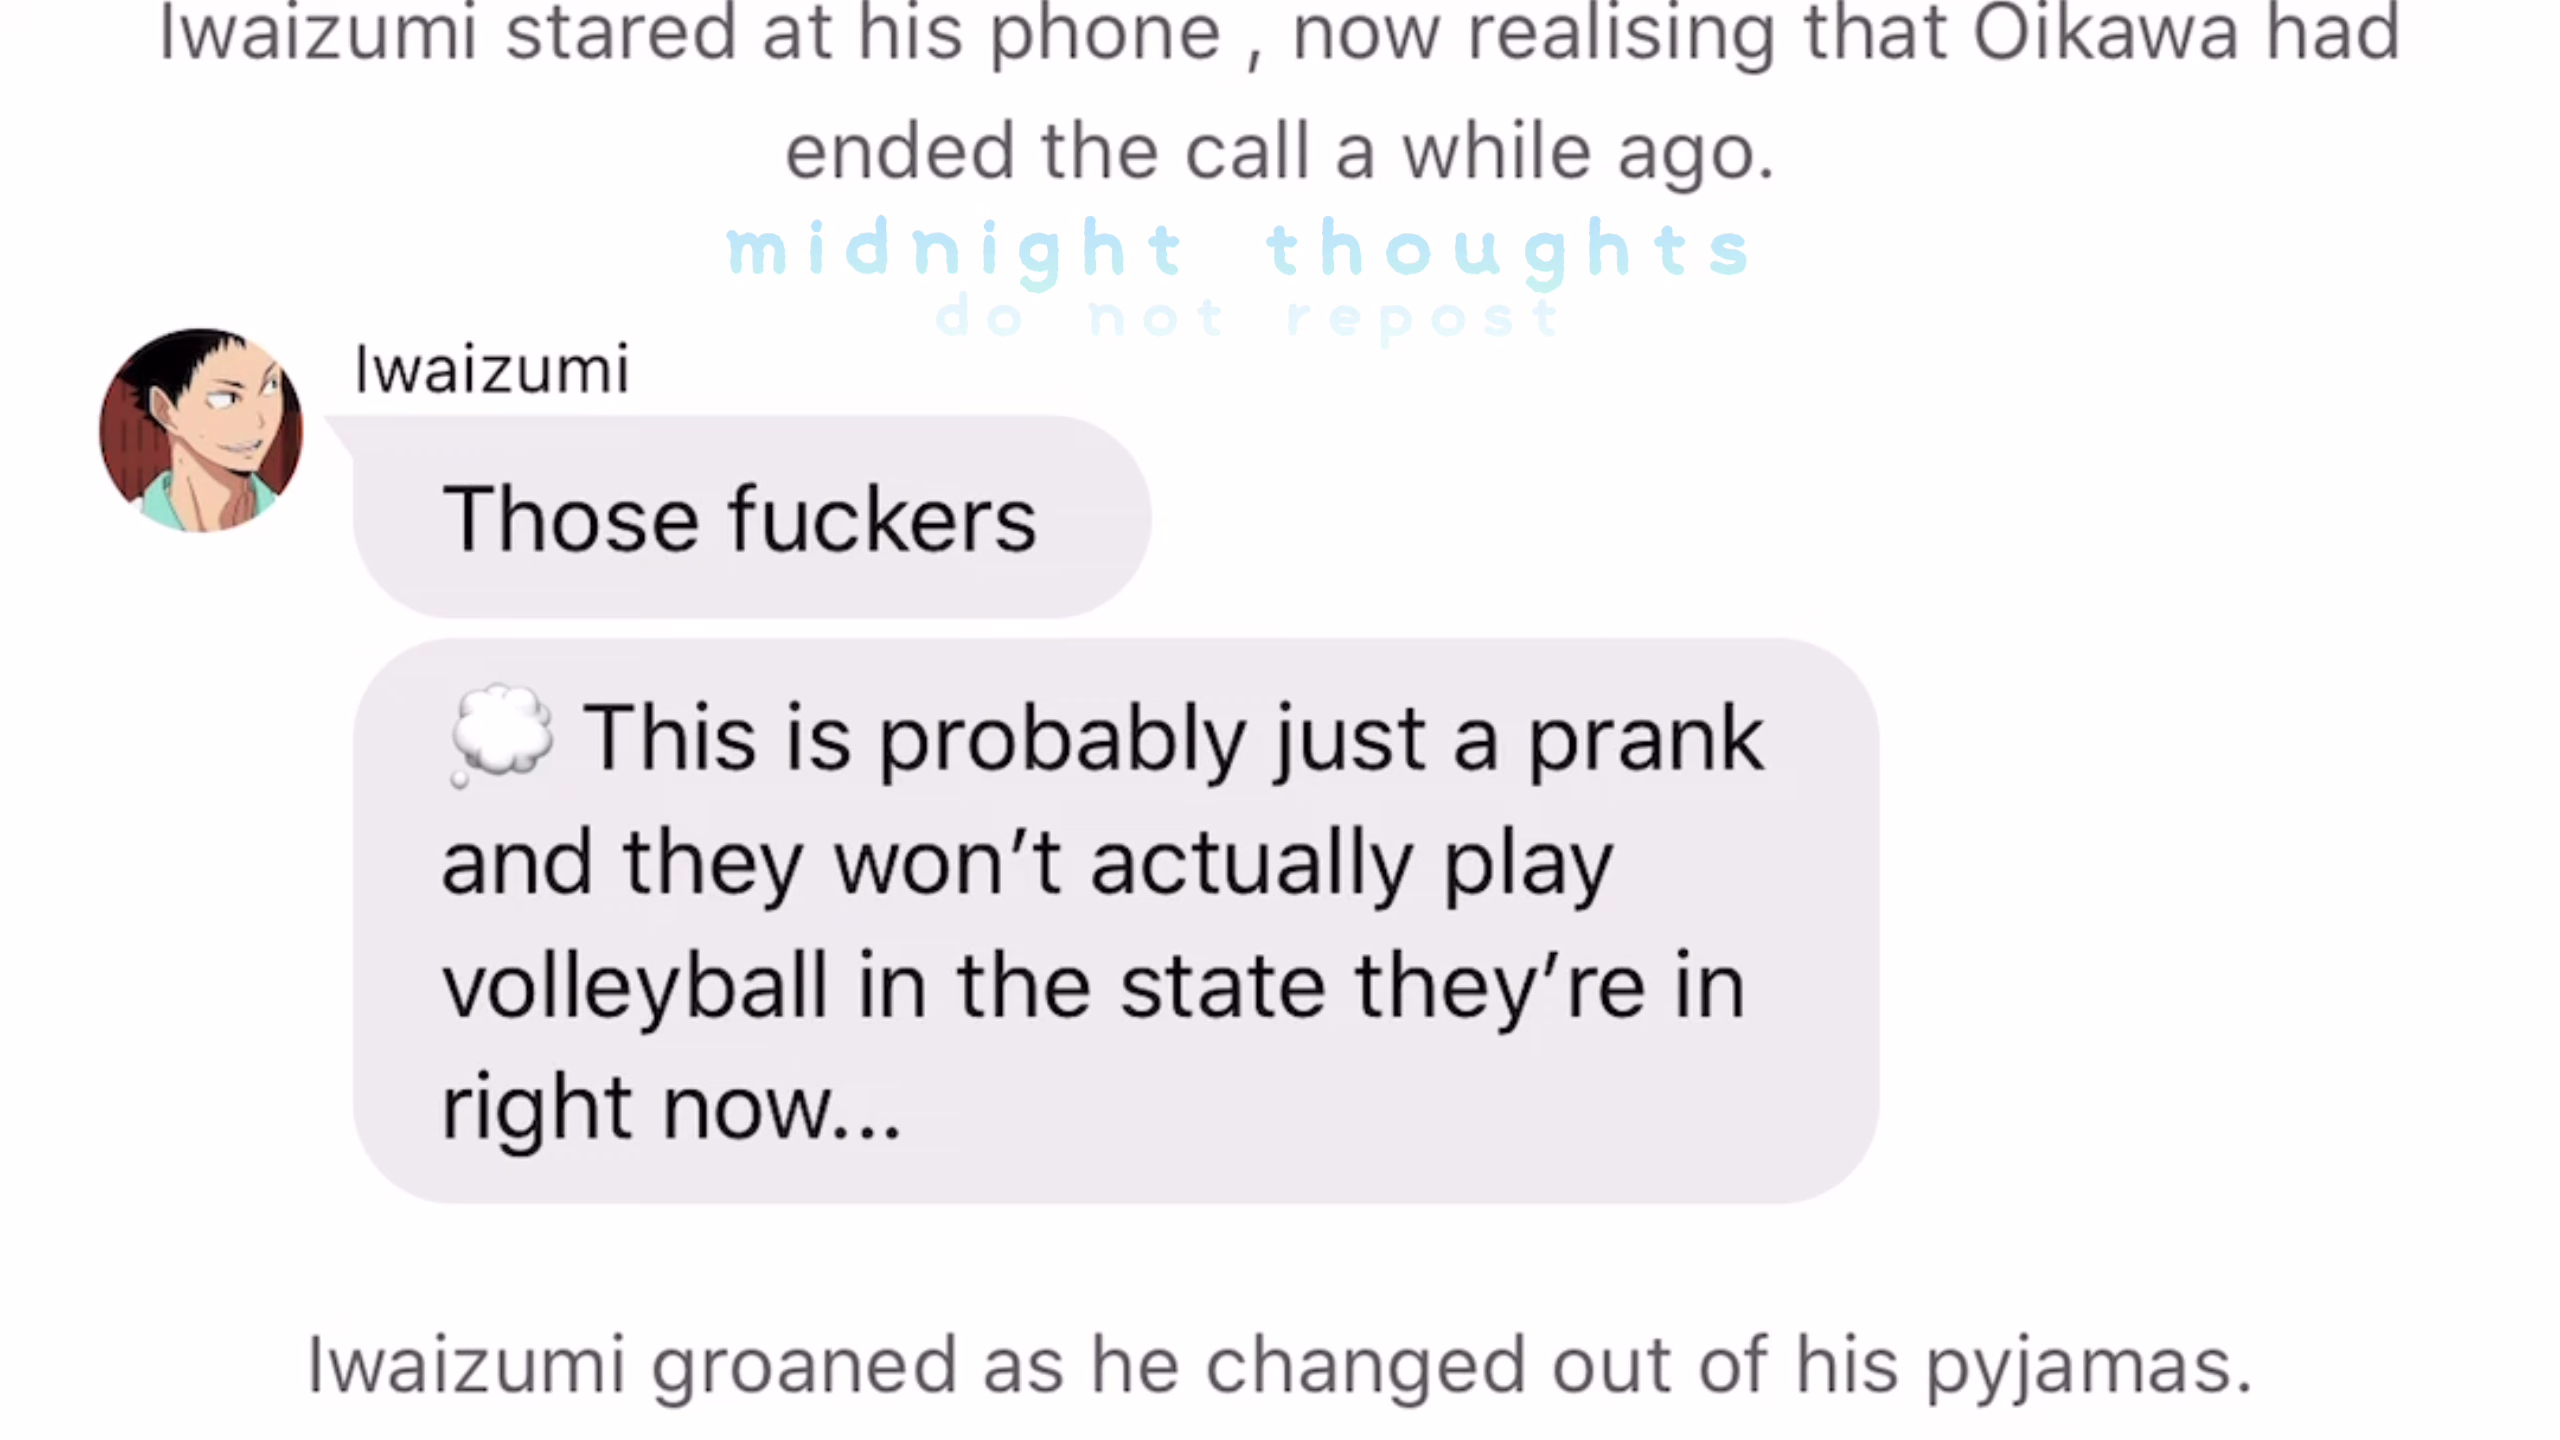 Iwaizumi stared at his phone , now realising that Oikawa had
ended the call a while ago.
midnight thoughts
do not repost
Iwaizumi
Those fuckers
💭 This is probably just a prank
and they won’t actually play
volleyball in the state they’re in
right now...
Iwaizumi groaned as he changed out of his pyjamas.